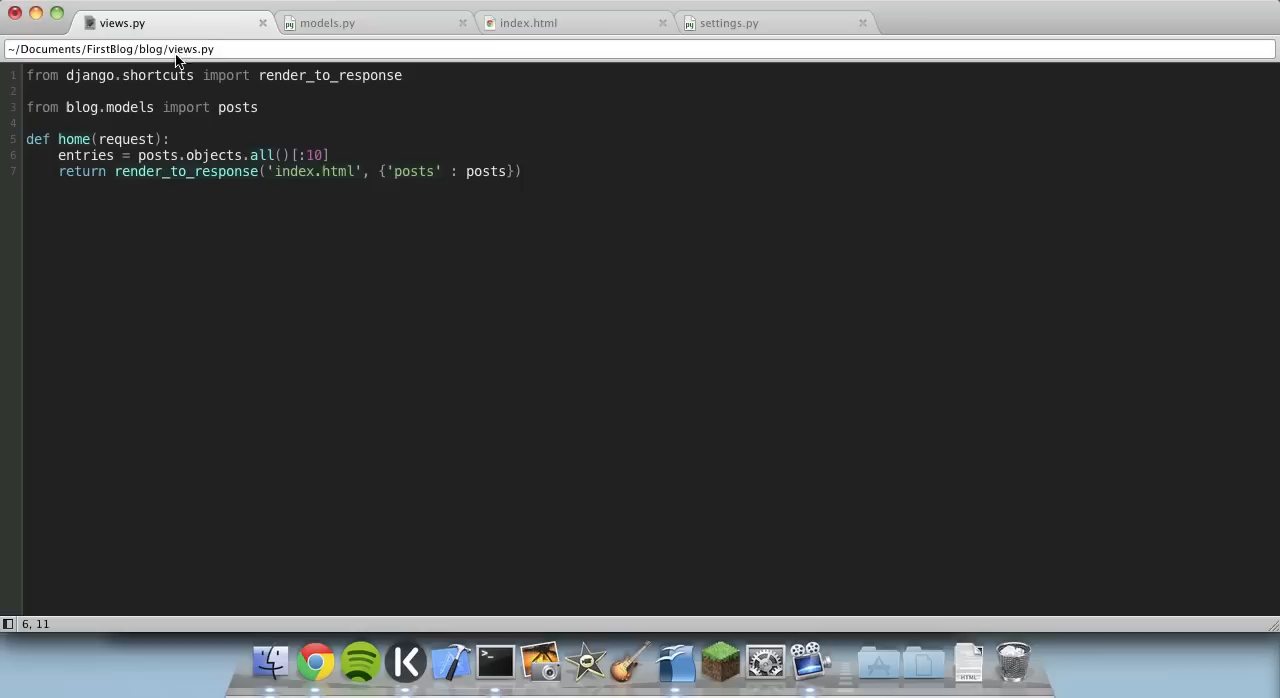 views.py
models.py
index.html
settings.py
~/Documents/FirstBlog/blog/views.py
1 from django.shortcuts import render_to_response
2
3 from blog.models import posts
4
5 def home(request):
6 entries = posts.objects.all()[:10]
7 return render_to_response('index.html', {'posts' : posts})
6, 11
HTML